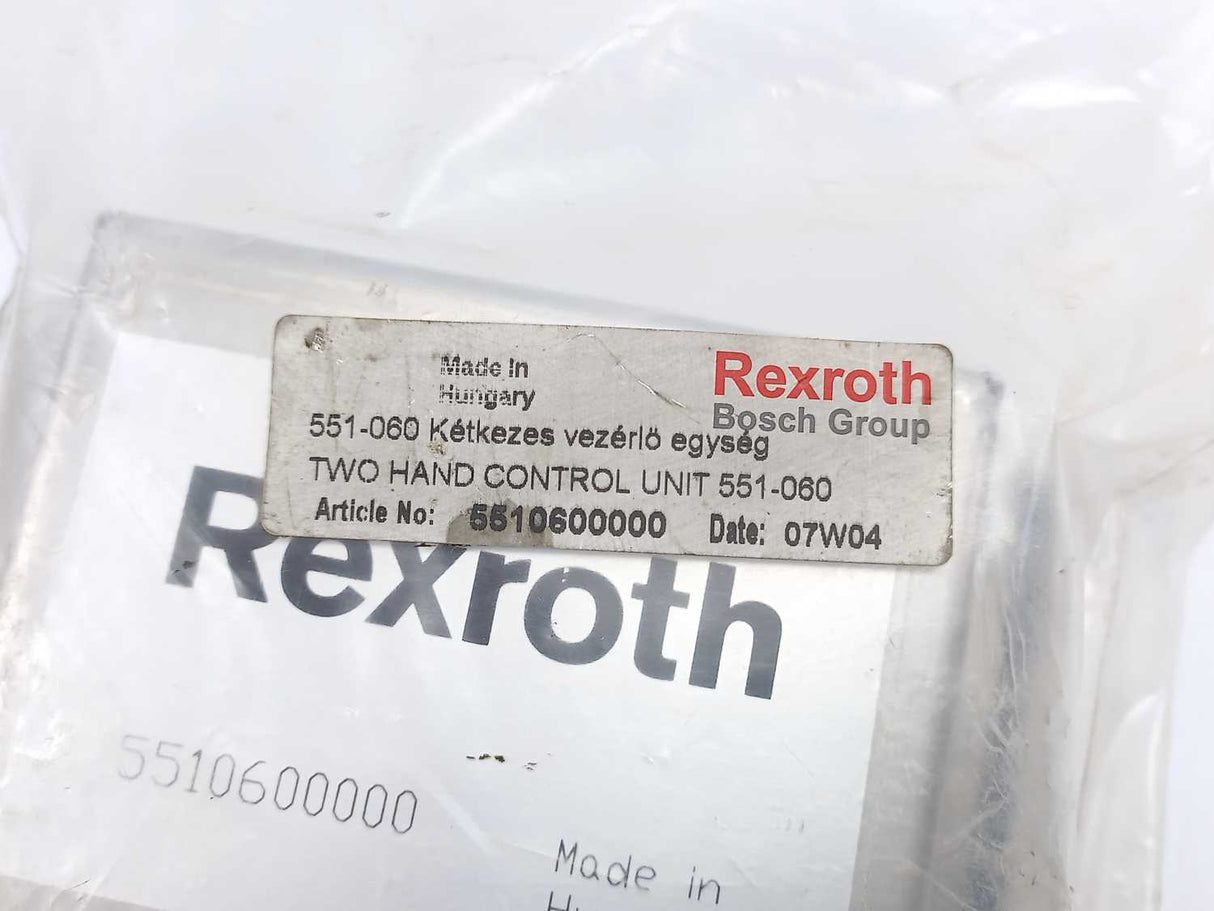 Made In
Hungary
Rexroth
Bosch Group
551-060 Kétkezes vezérlö egység
TWO HAND CONTROL UNIT 551-060
Article No: 5510600000 Date: 07W04
Rexroth
5510600000
Made in